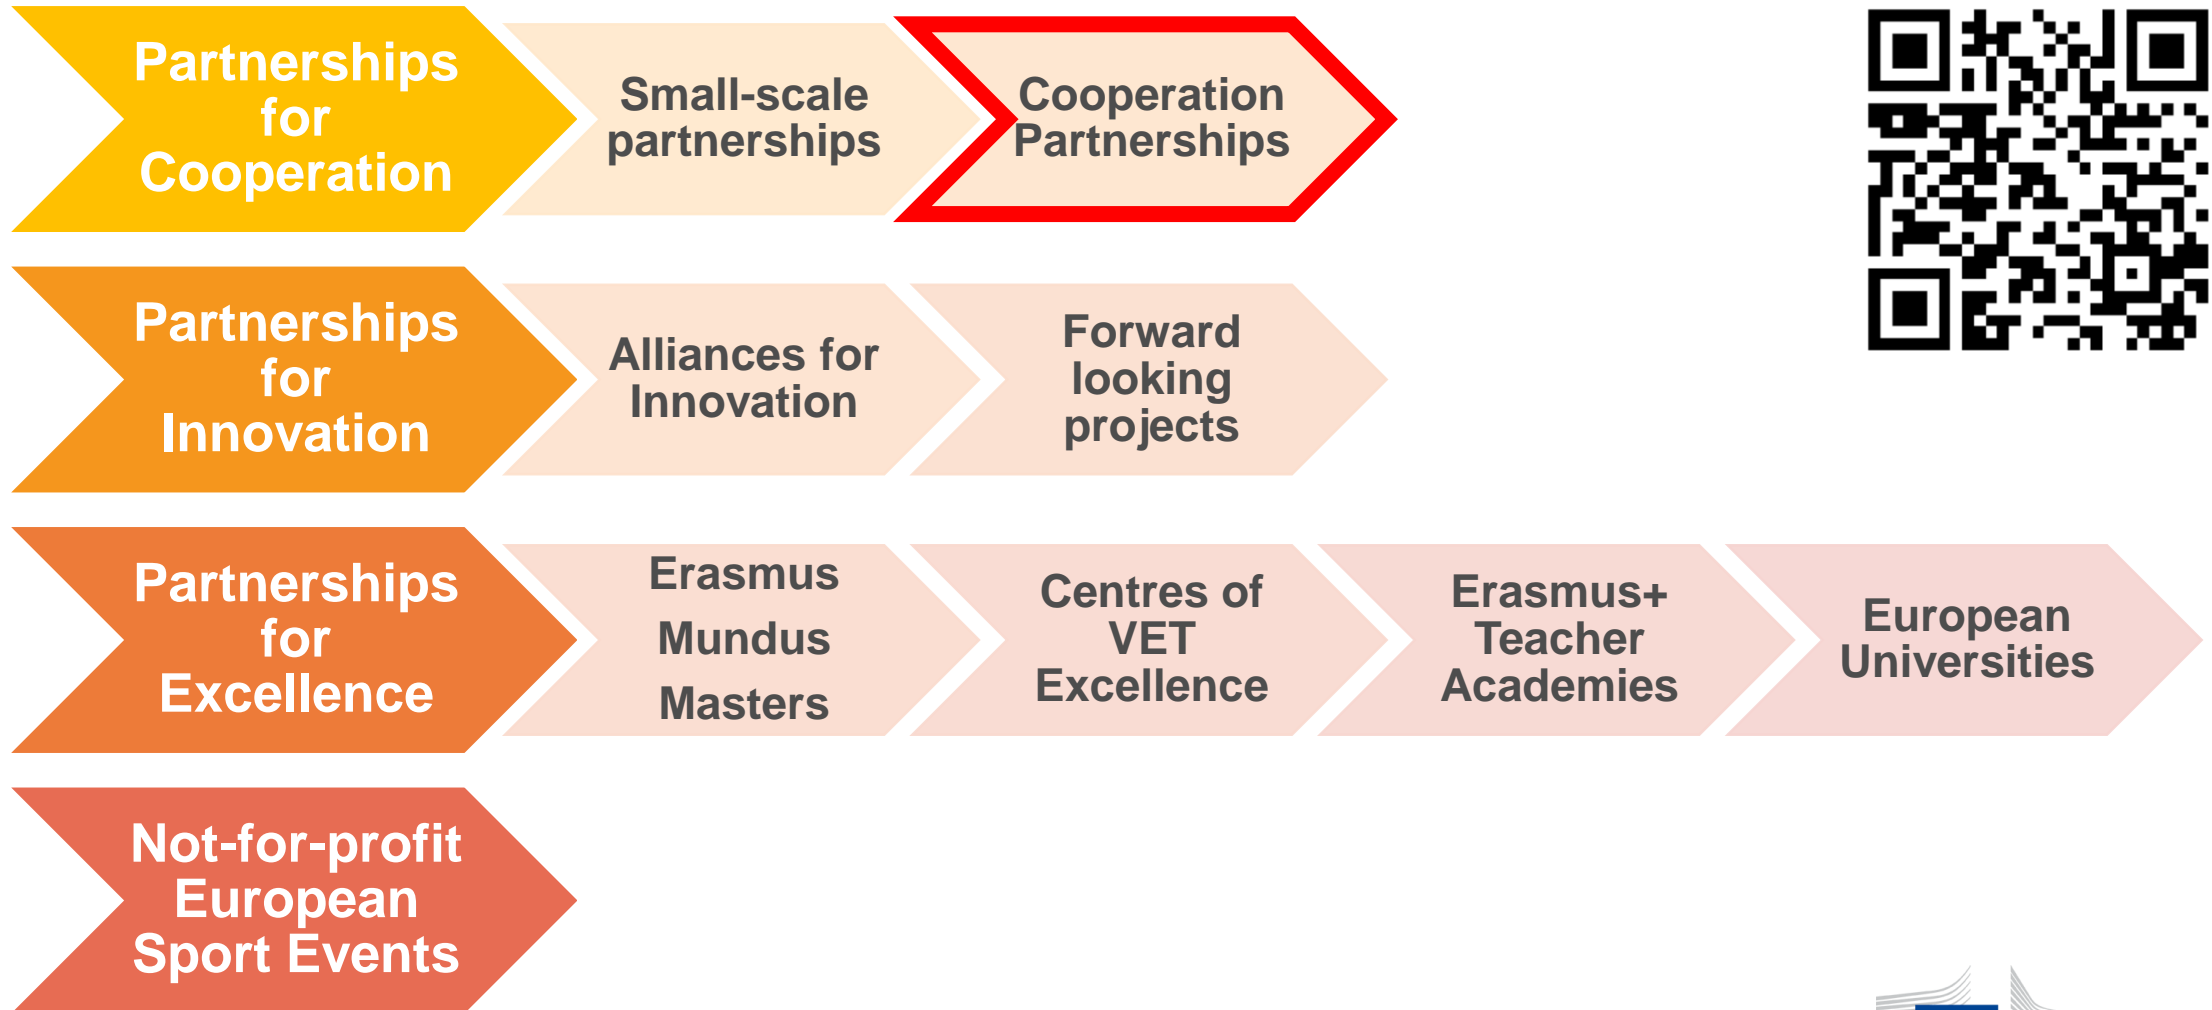 Partnerships
for
Cooperation
Small-scale
partnerships
Cooperation
Partnerships
Partnerships
for
Innovation
Alliances for
Innovation
Forward
looking
projects
Partnerships
for
Excellence
Erasmus
Mundus
Masters
Centres of
VET
Excellence
Erasmus+
Teacher
Academies
European
Universities
Not-for-profit
European
Sport Events